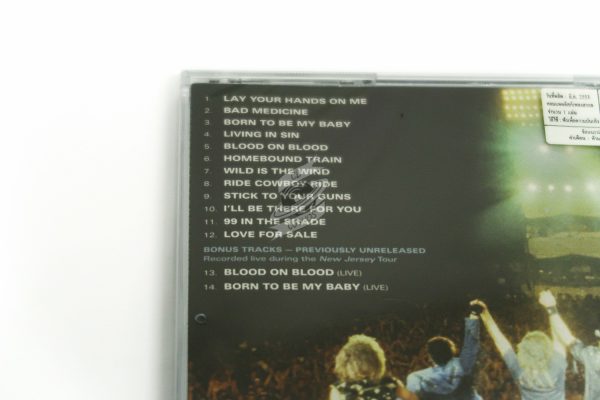 1. LAY YOUR HANDS ON ME
2. BAD MEDICINE
3. BORN TO BE MY BABY
4. LIVING IN SIN
5. BLOOD ON BLOOD
6. HOMEBOUND TRAIN
7. WILD IS THE WIND
8. RIDE COWBOY RIDE
9. STICK TO YOUR GUNS
10. I'LL BE THERE FOR YOU
11. 99 IN THE SHADE
12. LOVE FOR SALE
BONUS TRACKS — PREVIOUSLY UNRELEASED
Recorded live during the New Jersey Tour
13. BLOOD ON BLOOD (LIVE)
14. BORN TO BE MY BABY (LIVE)